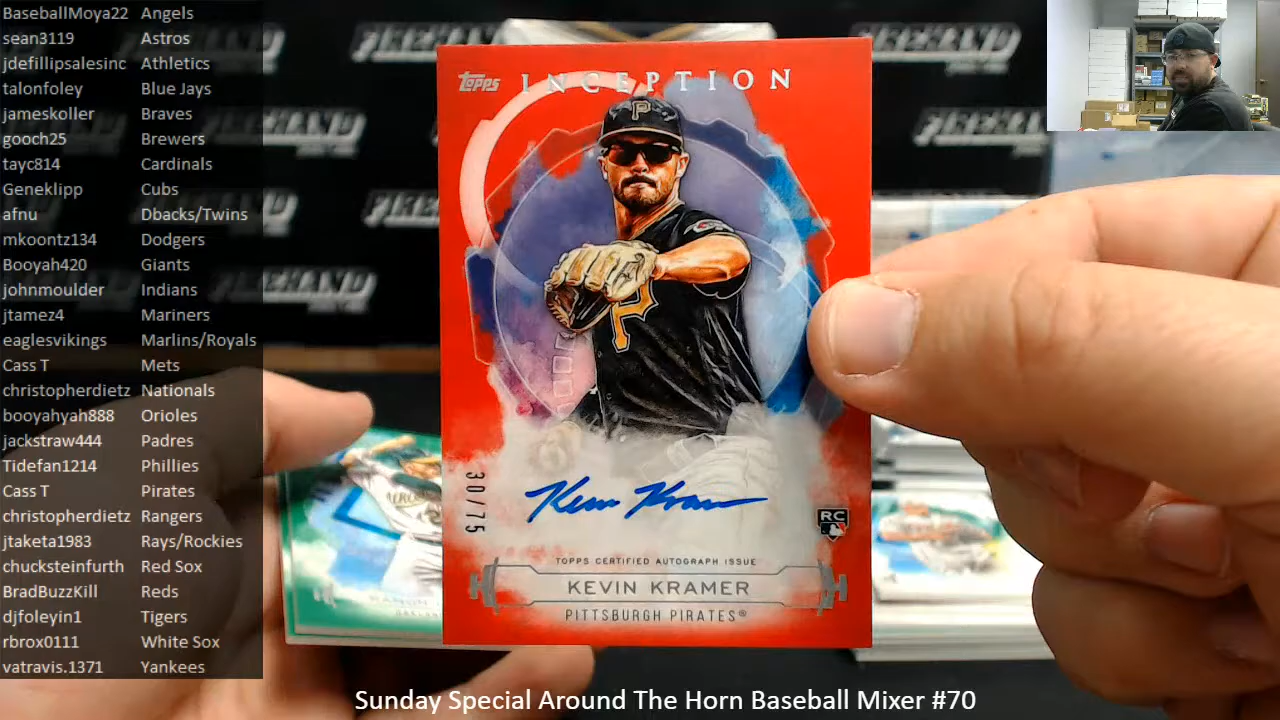 BaseballMoya22 Angels
sean3119 Astros
jdefillipsalesinc Athletics
talonfoley Blue Jays
jameskoller Braves
gooch25 Brewers
tayc814 Cardinals
Geneklipp Cubs
afnu Dbacks/Twins
mkoontz134 Dodgers
Booyah420 Giants
johnmoulder Indians
jtamez4 Mariners
eaglesvikings Marlins/Royals
Cass T Mets
christopherdietz Nationals
booyahyah888 Orioles
jackstraw444 Padres
Tidefan1214 Phillies
Cass T Pirates
christopherdietz Rangers
jtaketa1983 Rays/Rockies
chucksteinfurth Red Sox
BradBuzzKill Reds
djfoleyin1 Tigers
rbrox0111 White Sox
vatravis.1371 Yankees
Topps INCEPTION
P
P
30/75
RC
TOPPS CERTIFIED AUTOGRAPH ISSUE
KEVIN KRAMER
PITTSBURGH PIRATES®
Sunday Special Around The Horn Baseball Mixer #70